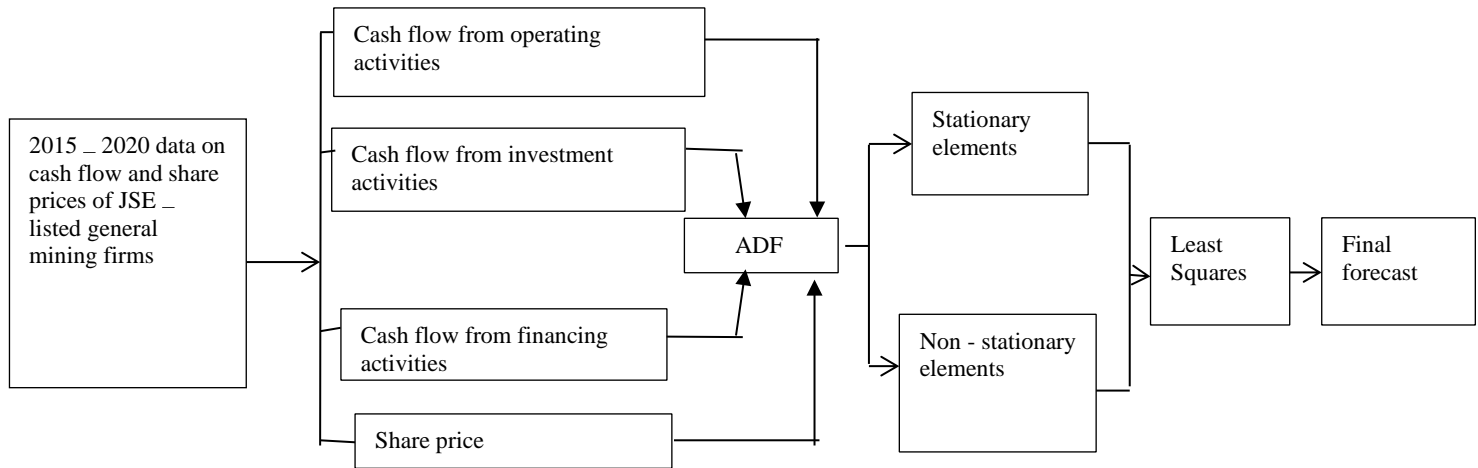 2015 _ 2020 data on
cash flow and share
prices of JSE _
listed general
mining firms
Cash flow from operating
activities
Cash flow from investment
activities
Cash flow from financing
activities
Share price
ADF
Stationary
elements
Non - stationary
elements
Least
Squares
Final
forecast